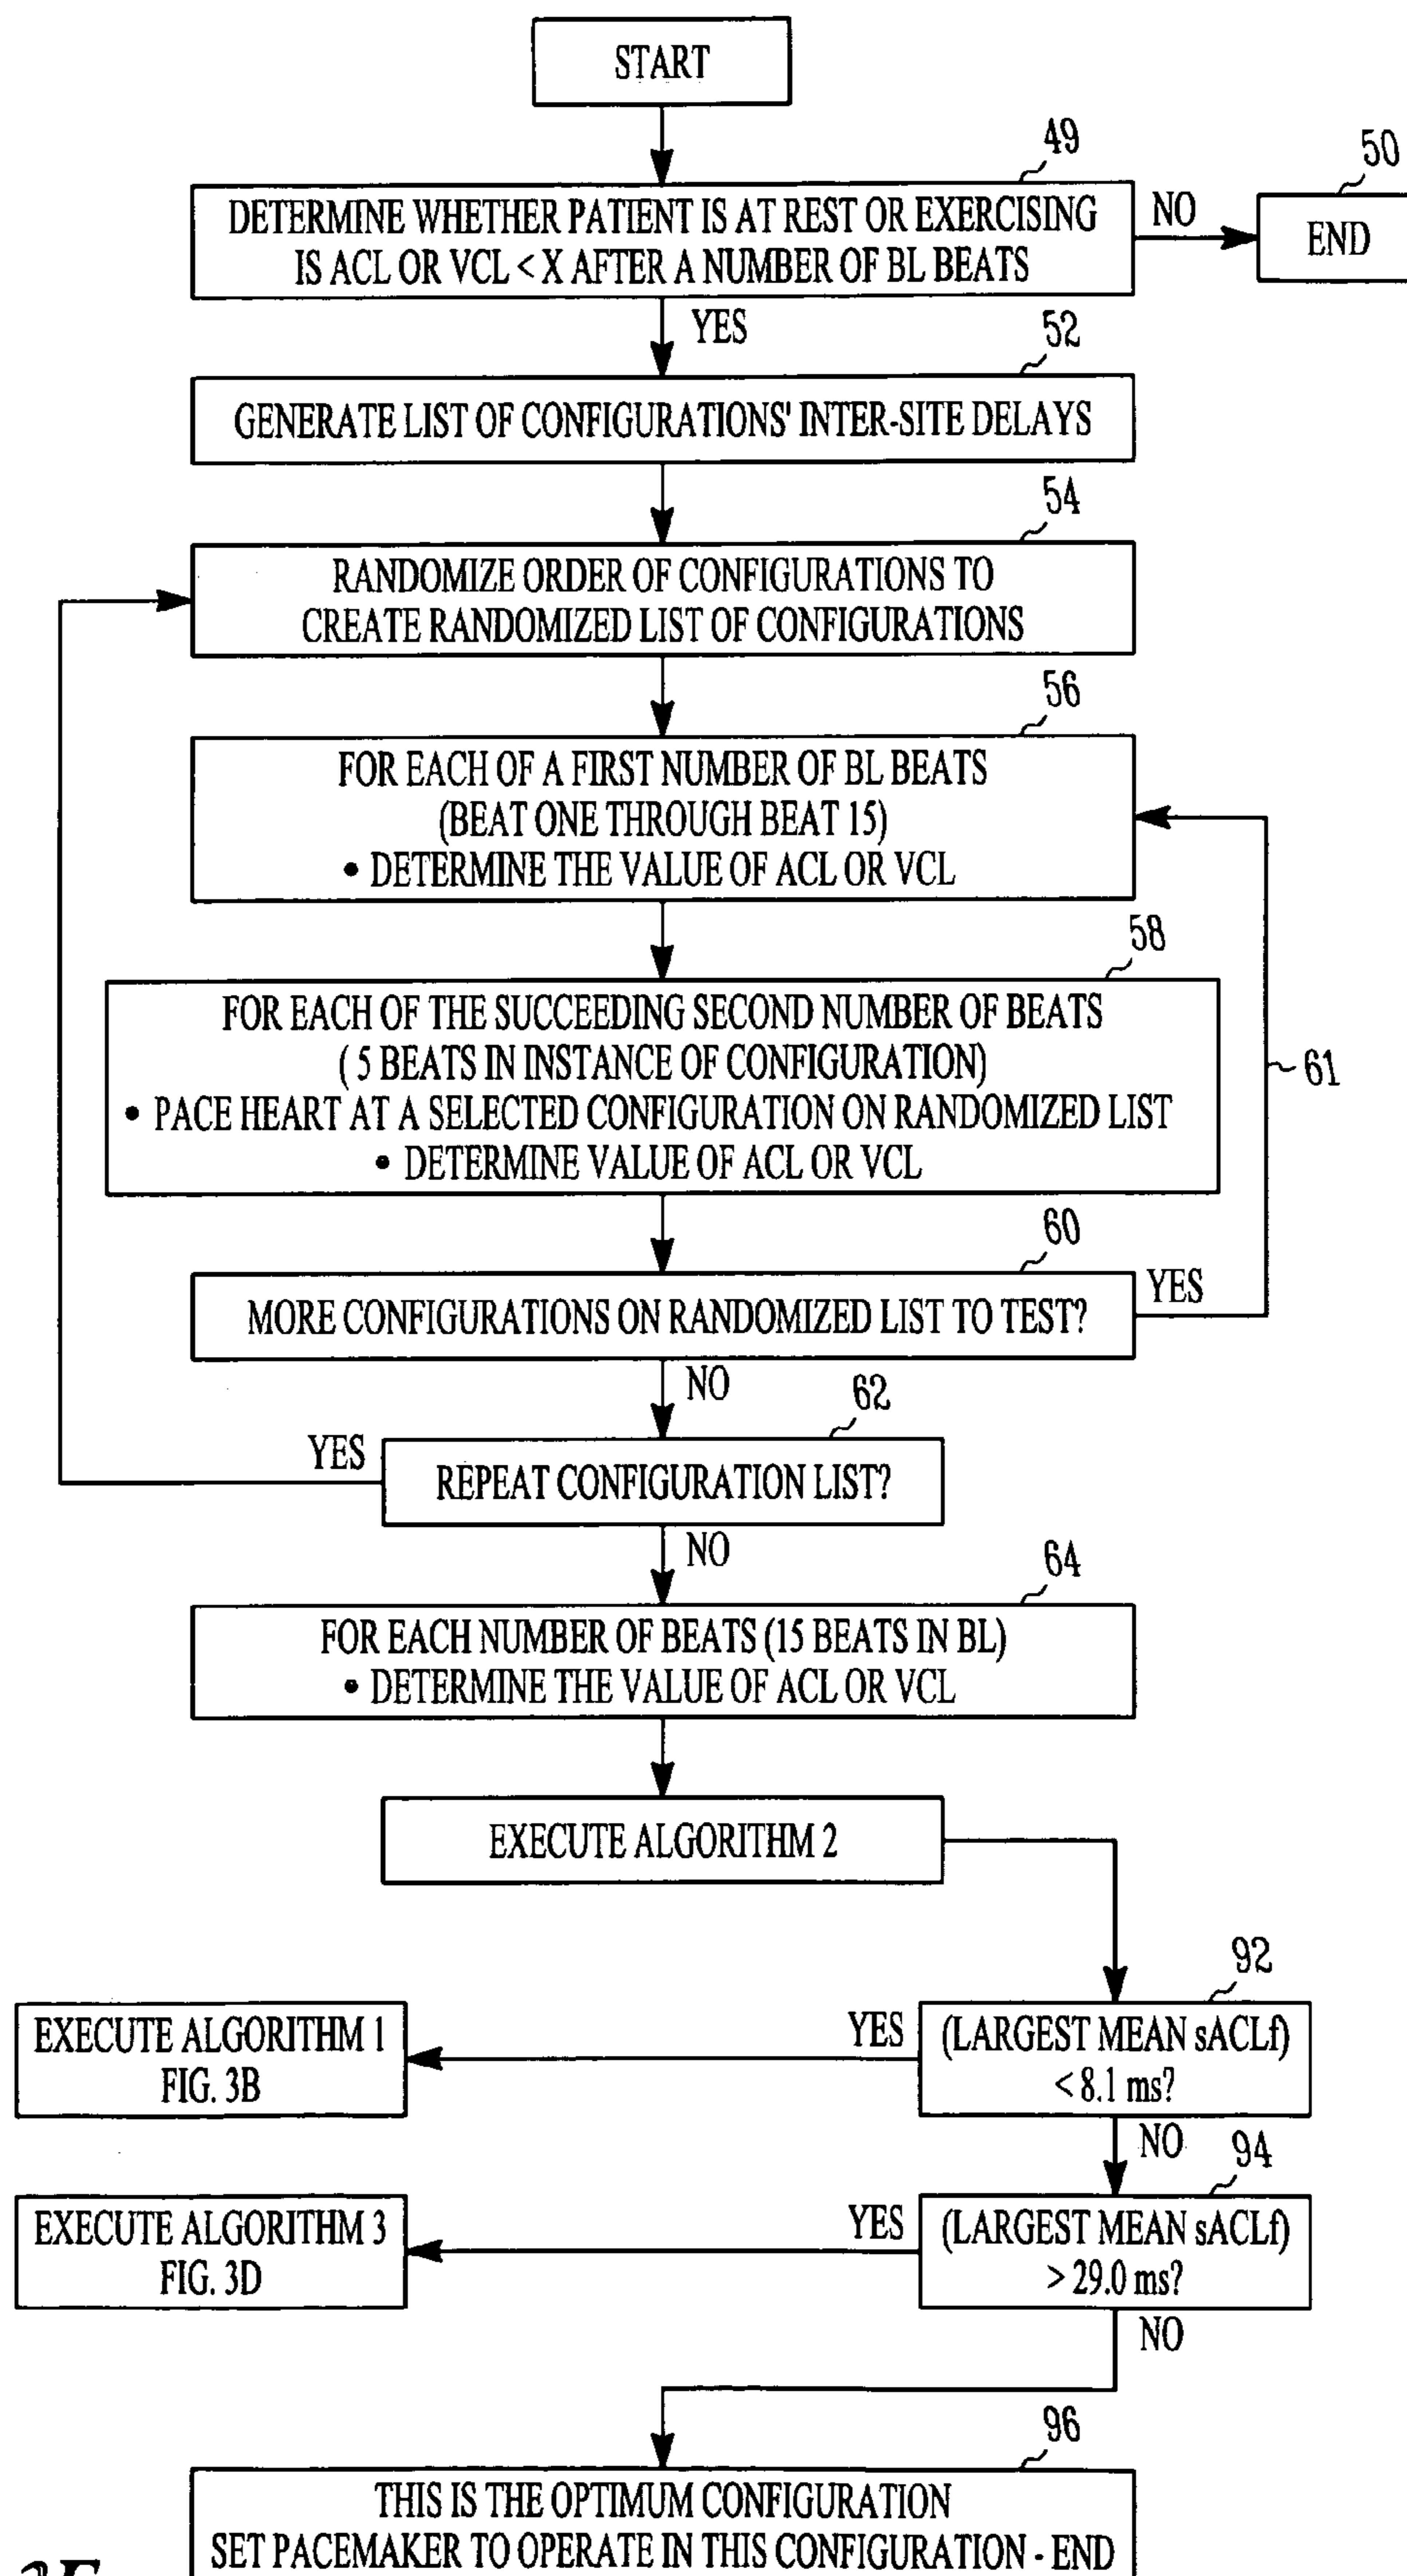 START
49
DETERMINE WHETHER PATIENT IS AT REST OR EXERCISING
IS ACL OR VCL < X AFTER A NUMBER OF BL BEATS
NO
50
END
YES
52
GENERATE LIST OF CONFIGURATIONS' INTER-SITE DELAYS
54
RANDOMIZE ORDER OF CONFIGURATIONS TO
CREATE RANDOMIZED LIST OF CONFIGURATIONS
56
FOR EACH OF A FIRST NUMBER OF BL BEATS
(BEAT ONE THROUGH BEAT 15)
• DETERMINE THE VALUE OF ACL OR VCL
58
FOR EACH OF THE SUCCEEDING SECOND NUMBER OF BEATS
( 5 BEATS IN INSTANCE OF CONFIGURATION)
• PACE HEART AT A SELECTED CONFIGURATION ON RANDOMIZED LIST
• DETERMINE VALUE OF ACL OR VCL
61
60
MORE CONFIGURATIONS ON RANDOMIZED LIST TO TEST?
YES
NO
62
YES
REPEAT CONFIGURATION LIST?
NO
64
FOR EACH NUMBER OF BEATS (15 BEATS IN BL)
• DETERMINE THE VALUE OF ACL OR VCL
EXECUTE ALGORITHM 2
92
(LARGEST MEAN sACLf)
< 8.1 ms?
YES
EXECUTE ALGORITHM 1
FIG. 3B
NO
94
(LARGEST MEAN sACLf)
> 29.0 ms?
YES
EXECUTE ALGORITHM 3
FIG. 3D
NO
96
THIS IS THE OPTIMUM CONFIGURATION
SET PACEMAKER TO OPERATE IN THIS CONFIGURATION - END